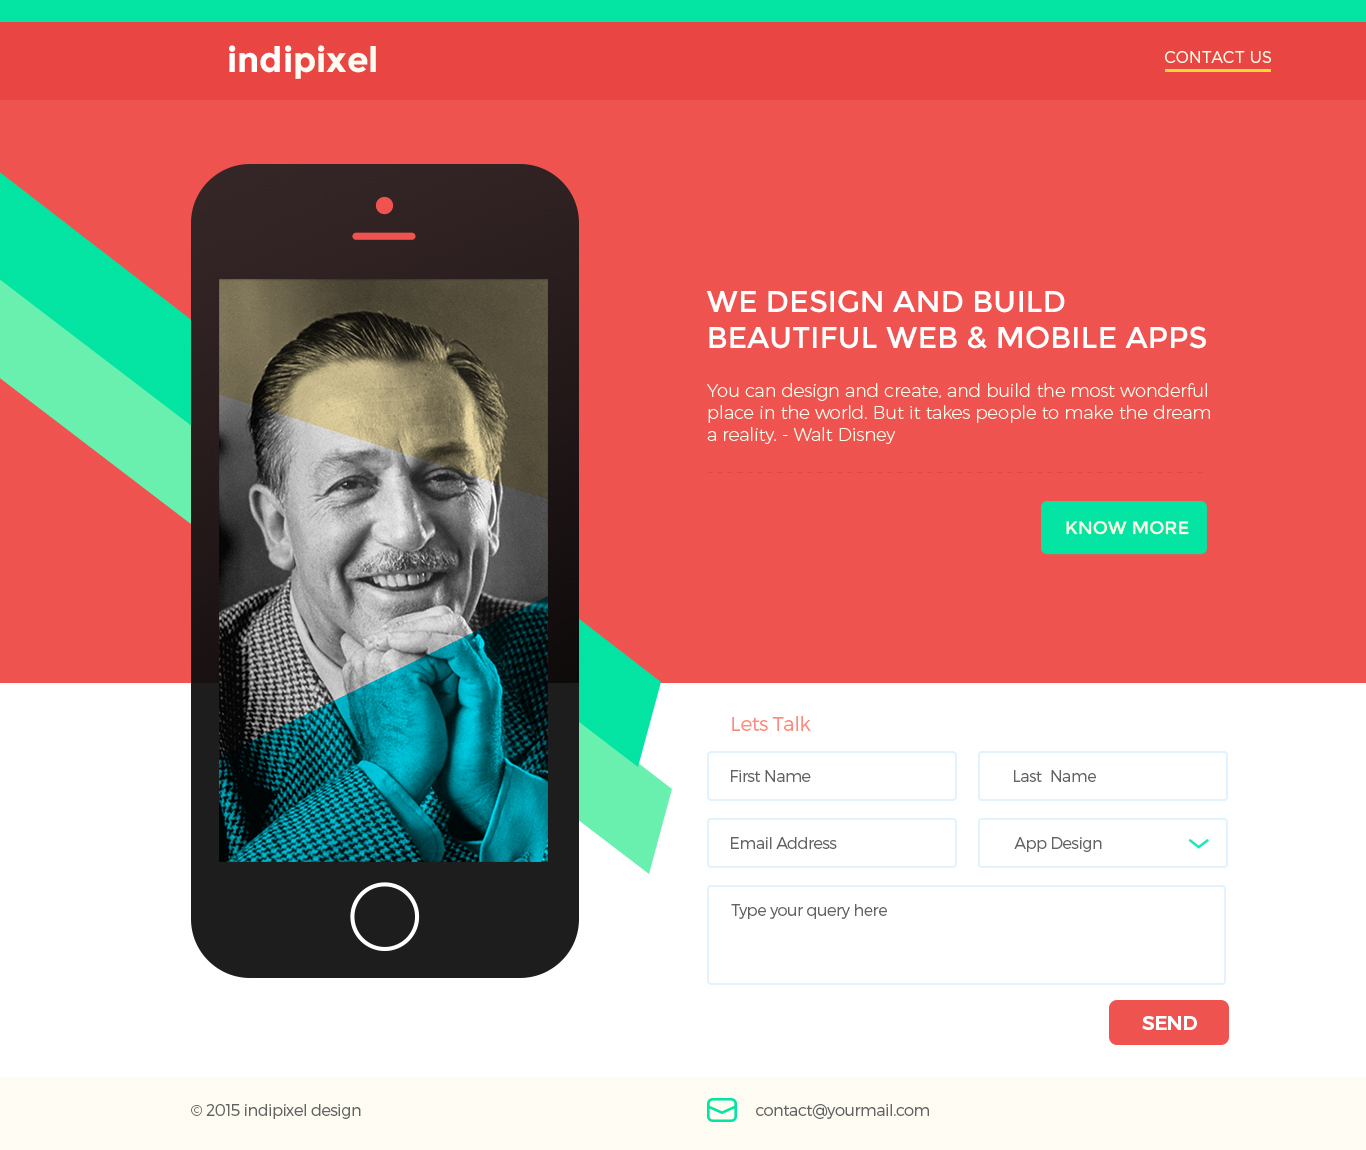 indipixel
CONTACT US
WE DESIGN AND BUILD
BEAUTIFUL WEB & MOBILE APPS
You can design and create, and build the most wonderful
place in the world. But it takes people to make the dream
a reality. - Walt Disney
KNOW MORE
Lets Talk
First Name
Last Name
Email Address
App Design
Type your query here
SEND
© 2015 indipixel design
contact@yourmail.com